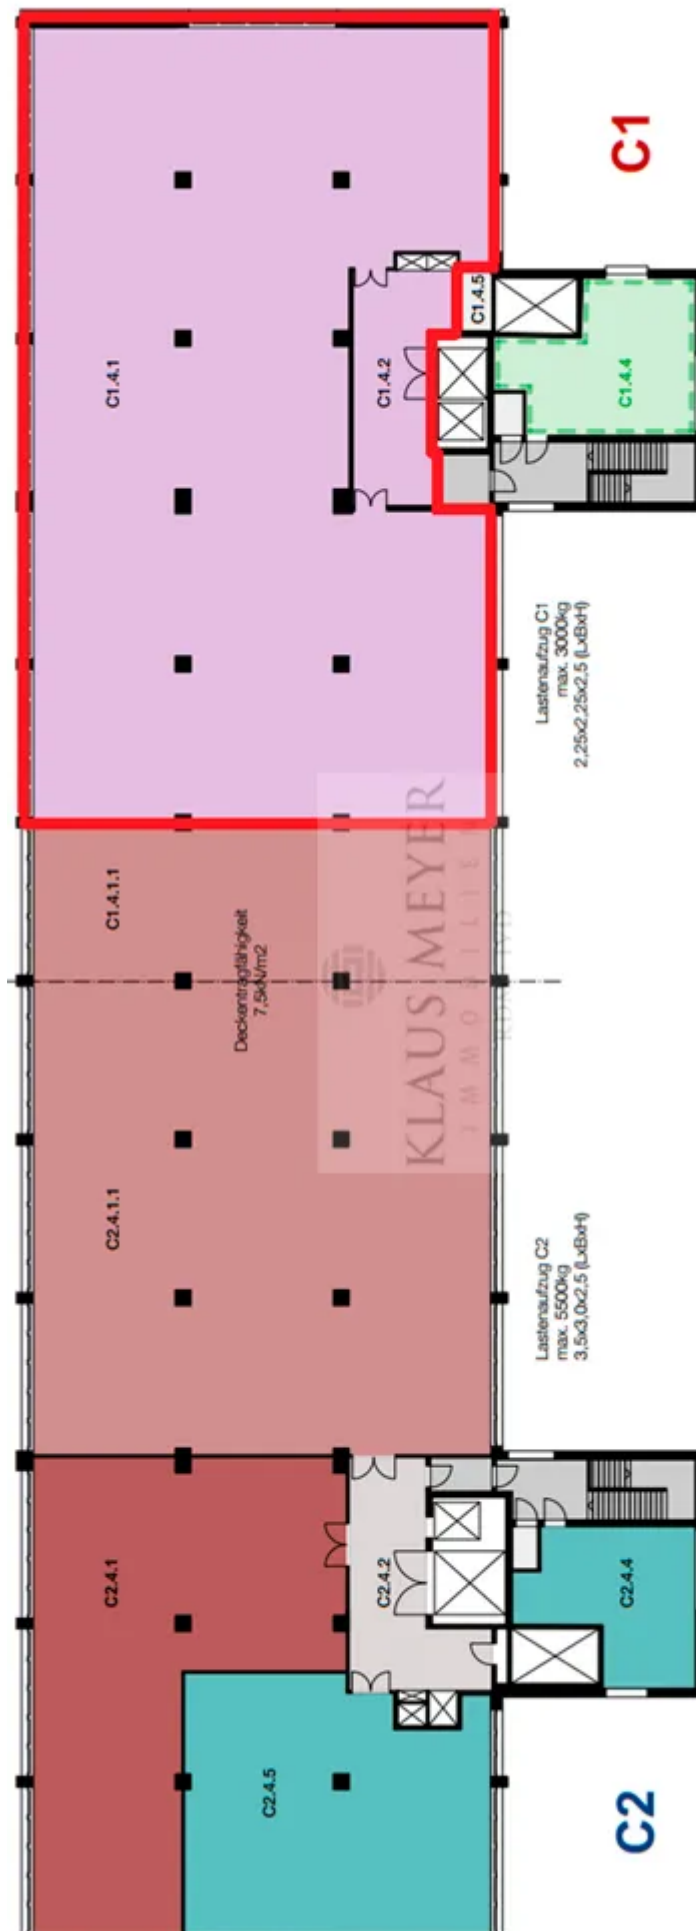 C1
C1.4.1
C1.4.2
C1.4.5
C1.4.4
Lastenaufzug C1
max. 3000kg
2,25x2,25x2,5 (LxBxH)
C1.4.1.1
Deckentragfähigkeit
7,5kN/m2
KLAUS MEYER
IMMOBILIEN
RDM IVD
C2.4.1.1
Lastenaufzug C2
max. 5500kg
3,5x3,0x2,5 (LxBxH)
C2.4.1
C2.4.2
C2.4.4
C2.4.5
C2